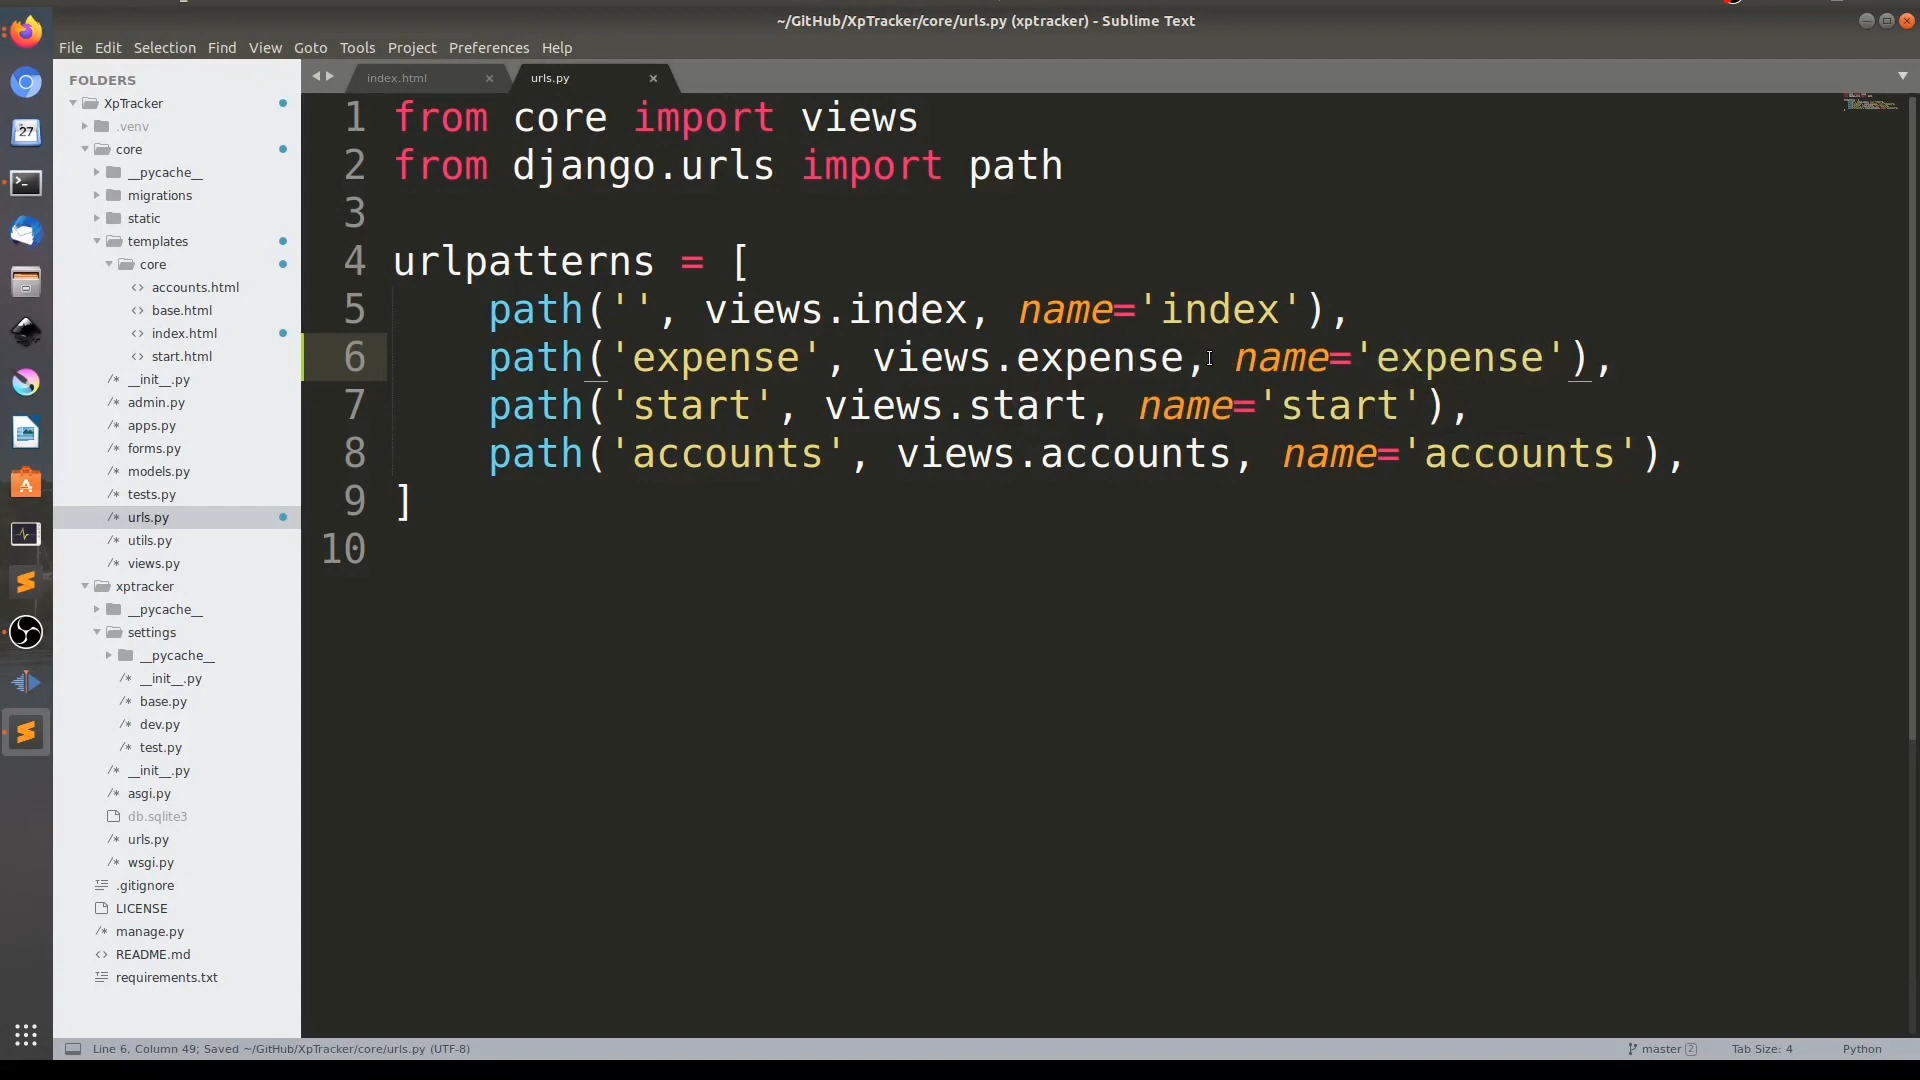 ~/GitHub/XpTracker/core/urls.py (xptracker) - Sublime Text
File Edit Selection Find View Goto Tools Project Preferences Help
FOLDERS
XpTracker
.venv
core
__pycache__
migrations
static
templates
core
accounts.html
base.html
index.html
start.html
__init__.py
admin.py
apps.py
forms.py
models.py
tests.py
urls.py
utils.py
views.py
xptracker
__pycache__
settings
__pycache__
__init__.py
base.py
dev.py
test.py
__init__.py
asgi.py
db.sqlite3
urls.py
wsgi.py
.gitignore
LICENSE
manage.py
README.md
requirements.txt
27
index.html
urls.py
1 from core import views
2 from django.urls import path
3
4 urlpatterns = [
5     path('', views.index, name='index'),
6     path('expense', views.expense, name='expense'),
7     path('start', views.start, name='start'),
8     path('accounts', views.accounts, name='accounts'),
9 ]
10
Line 6, Column 49; Saved ~/GitHub/XpTracker/core/urls.py (UTF-8)
master 2
Tab Size: 4
Python